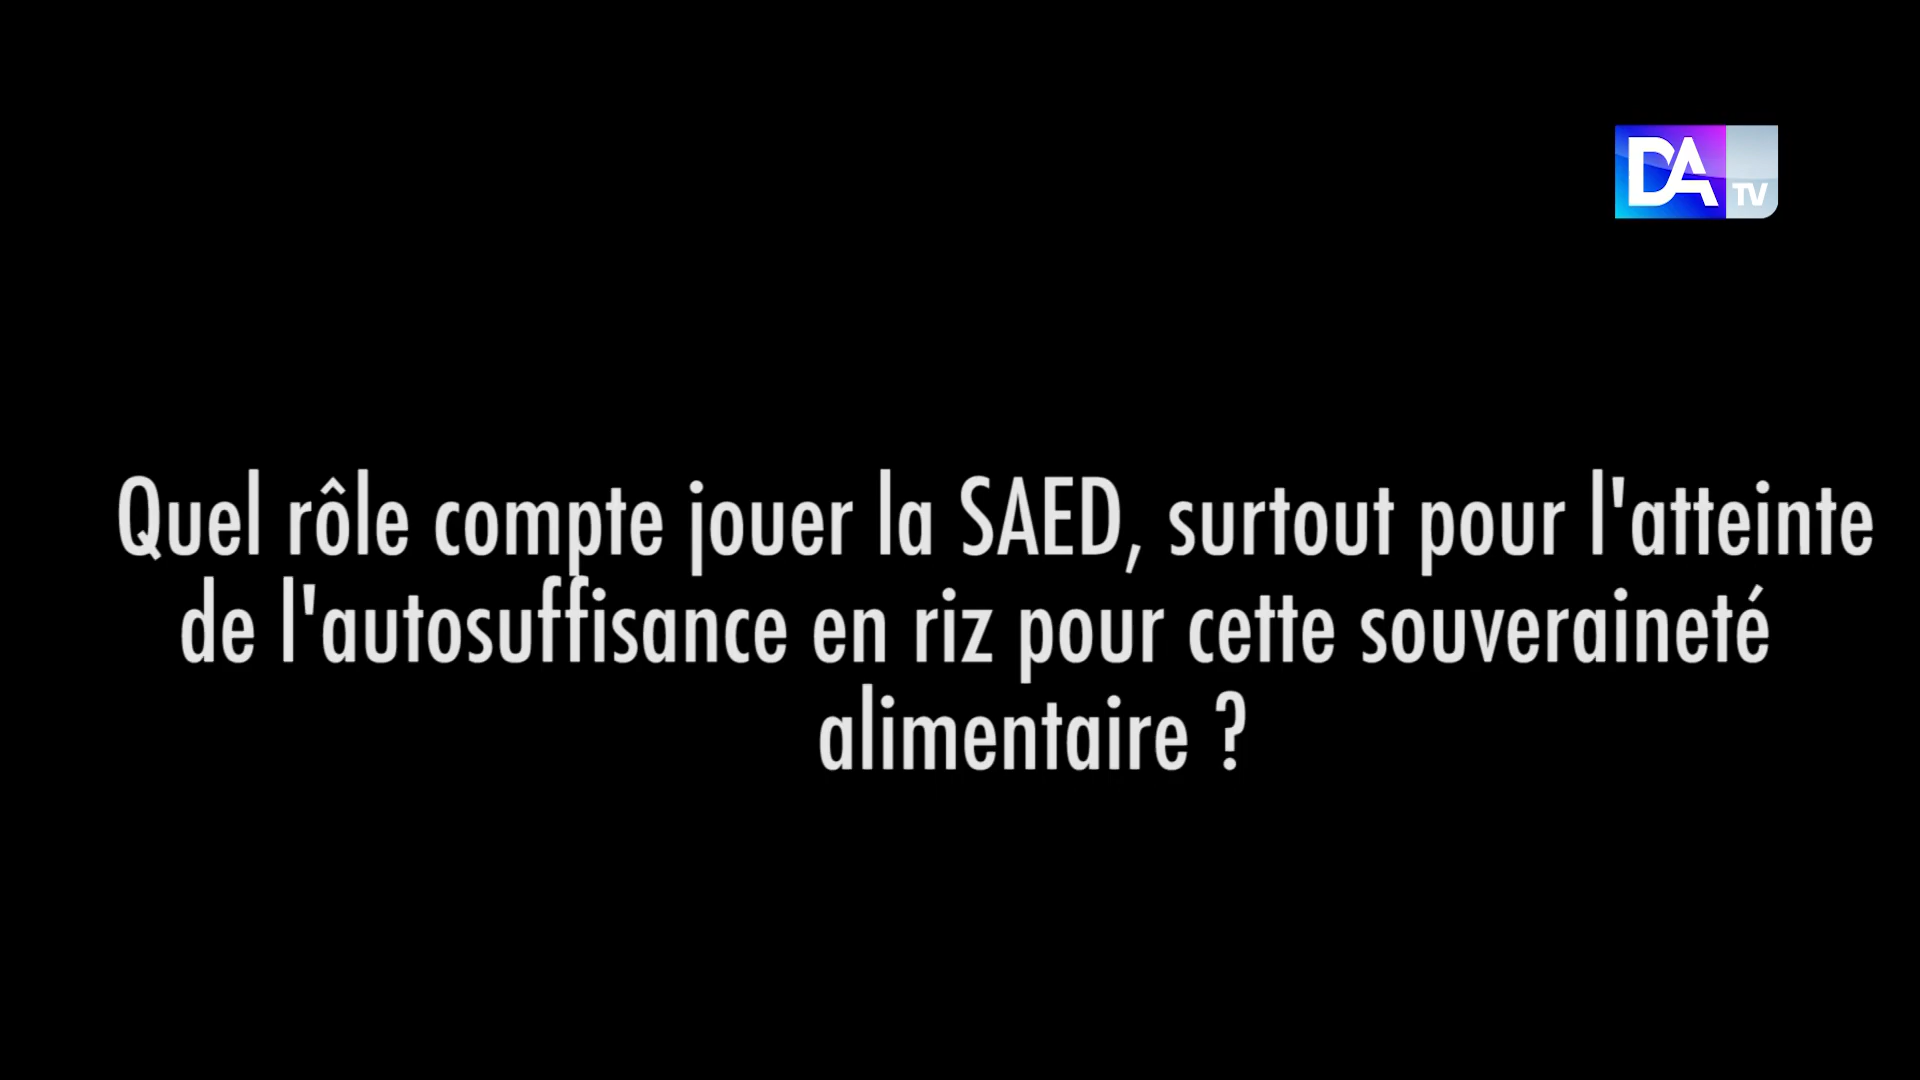 DA TV
Quel rôle compte jouer la SAED, surtout pour l'atteinte
de l'autosuffisance en riz pour cette souveraineté
alimentaire ?